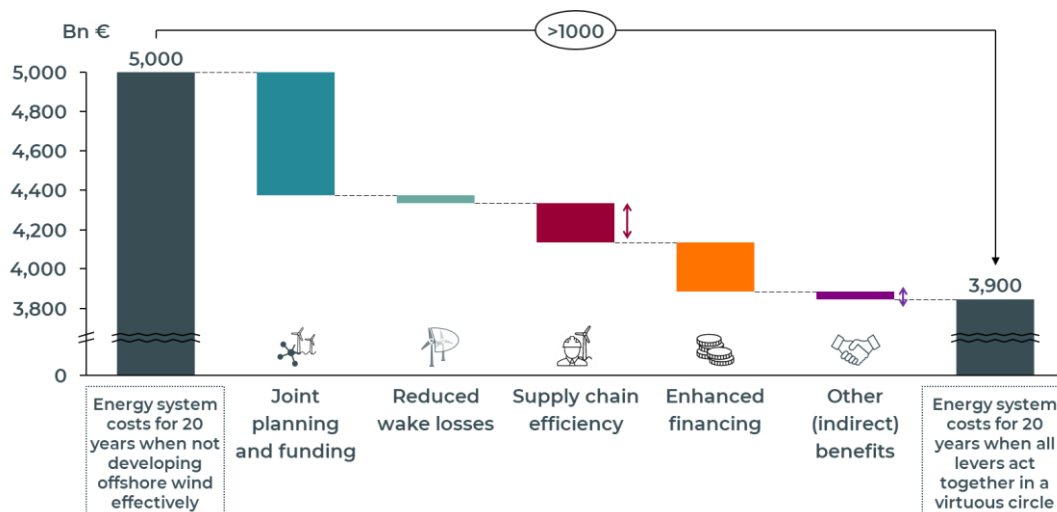 Bn €
>1000
5,000
5,000
4,800
4,600
4,400
4,200
4,000
3,800
0
3,900
Energy system
costs for 20
years when not
developing
offshore wind
effectively
Joint
planning
and funding
Reduced
wake losses
Supply chain
efficiency
Enhanced
financing
Other
(indirect)
benefits
Energy system
costs for 20
years when all
levers act
together in a
virtuous circle